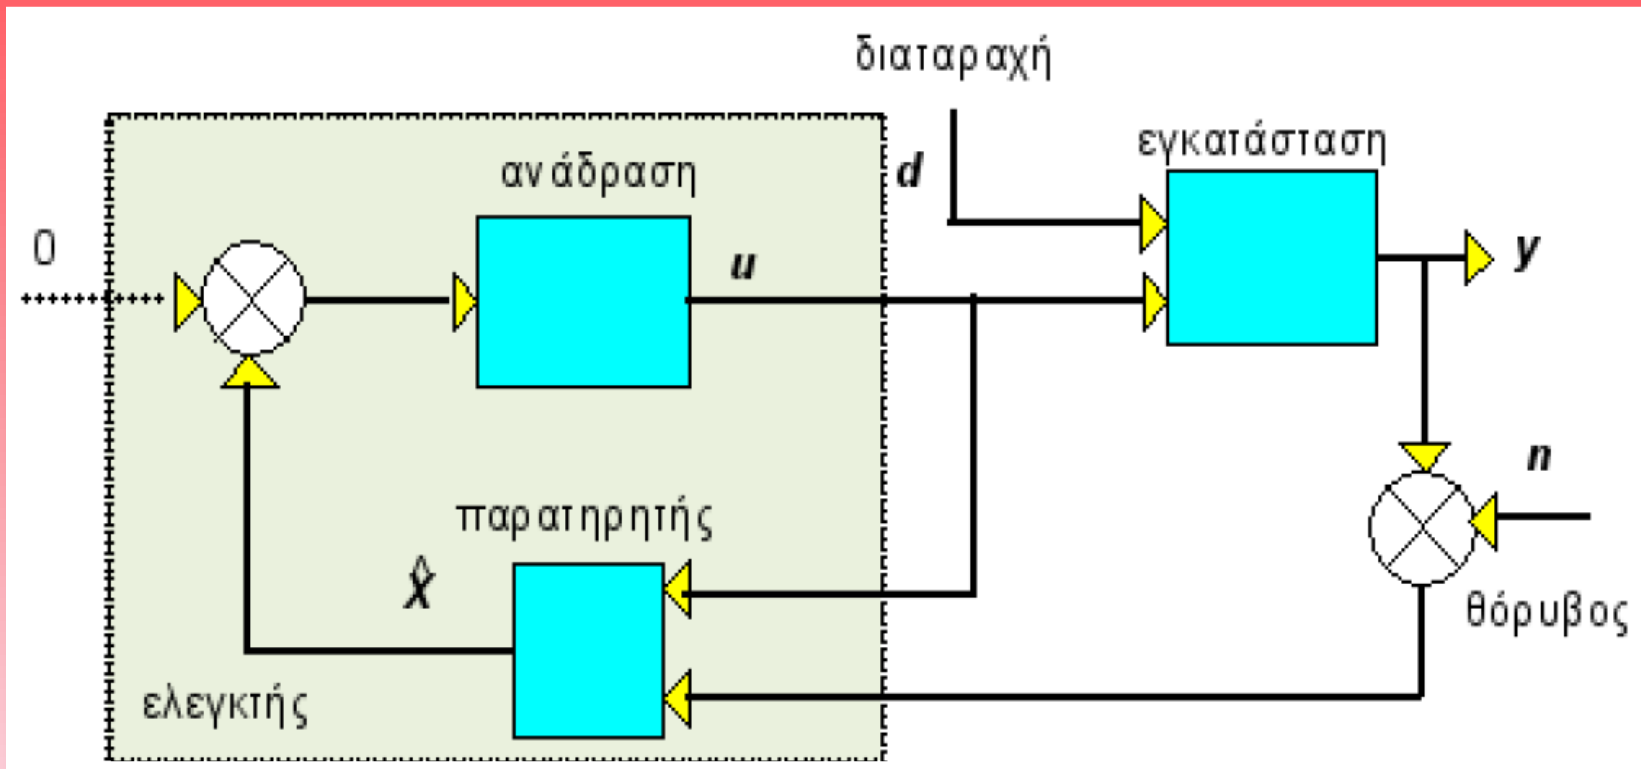 διαταραχή
εγκατάσταση
ανάδραση
d
0
u
y
n
παρατηρητής
x̂
θόρυβος
ελεγκτής